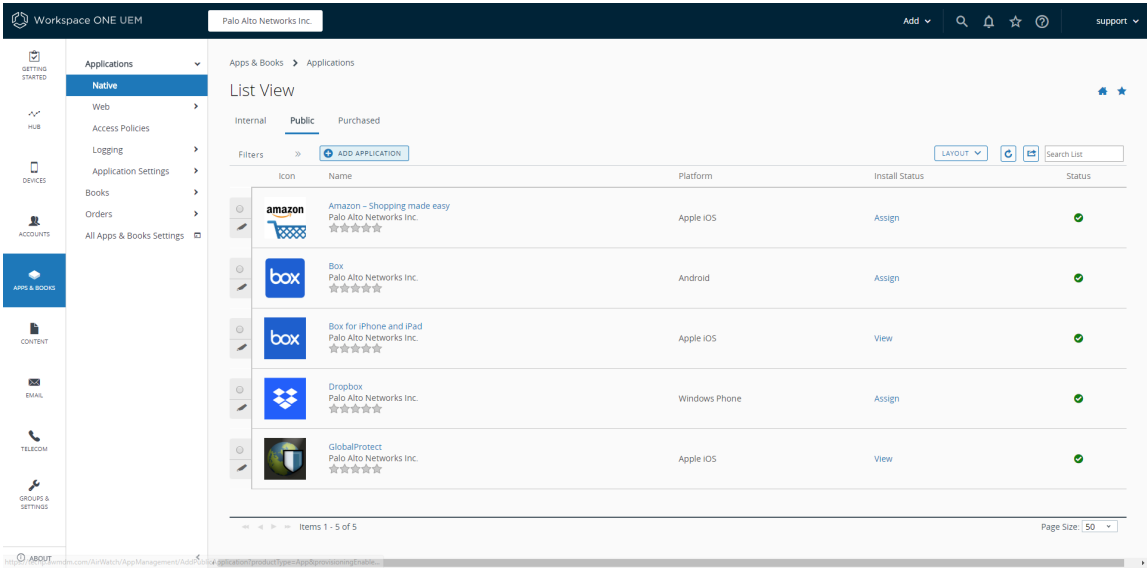 Workspace ONE UEM
Palo Alto Networks Inc.
Add
support
GETTING STARTED
HUB
DEVICES
ACCOUNTS
APPS & BOOKS
CONTENT
EMAIL
TELECOM
GROUPS & SETTINGS
ABOUT
Applications
Native
Web
Access Policies
Logging
Application Settings
Books
Orders
All Apps & Books Settings
Apps & Books > Applications
List View
Internal Public Purchased
Filters » ADD APPLICATION LAYOUT Search List
Icon Name Platform Install Status Status
amazon
Amazon – Shopping made easy
Palo Alto Networks Inc.
Apple iOS Assign
box
Box
Palo Alto Networks Inc.
Android Assign
box
Box for iPhone and iPad
Palo Alto Networks Inc.
Apple iOS View
Dropbox
Palo Alto Networks Inc.
Windows Phone Assign
GlobalProtect
Palo Alto Networks Inc.
Apple iOS View
Items 1 - 5 of 5 Page Size: 50